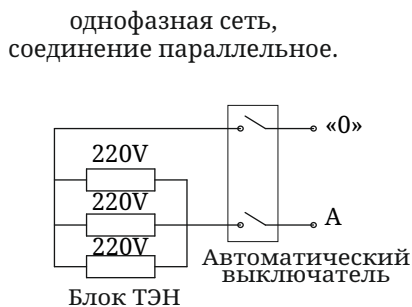 однофазная сеть,
соединение параллельное.
«0»
220V
220V
А
220V
Автоматический
выключатель
Блок ТЭН